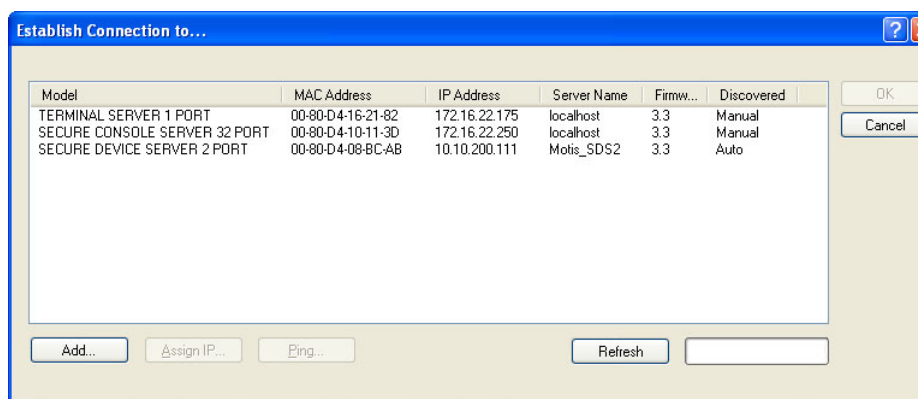 Establish Connection to...
?
Model MAC Address IP Address Server Name Firmw... Discovered
TERMINAL SERVER 1 PORT 00-80-D4-16-21-82 172.16.22.175 localhost 3.3 Manual
SECURE CONSOLE SERVER 32 PORT 00-80-D4-10-11-3D 172.16.22.250 localhost 3.3 Manual
SECURE DEVICE SERVER 2 PORT 00-80-D4-08-BC-AB 10.10.200.111 Motis_SDS2 3.3 Auto
OK
Cancel
Add... Assign IP... Ping... Refresh